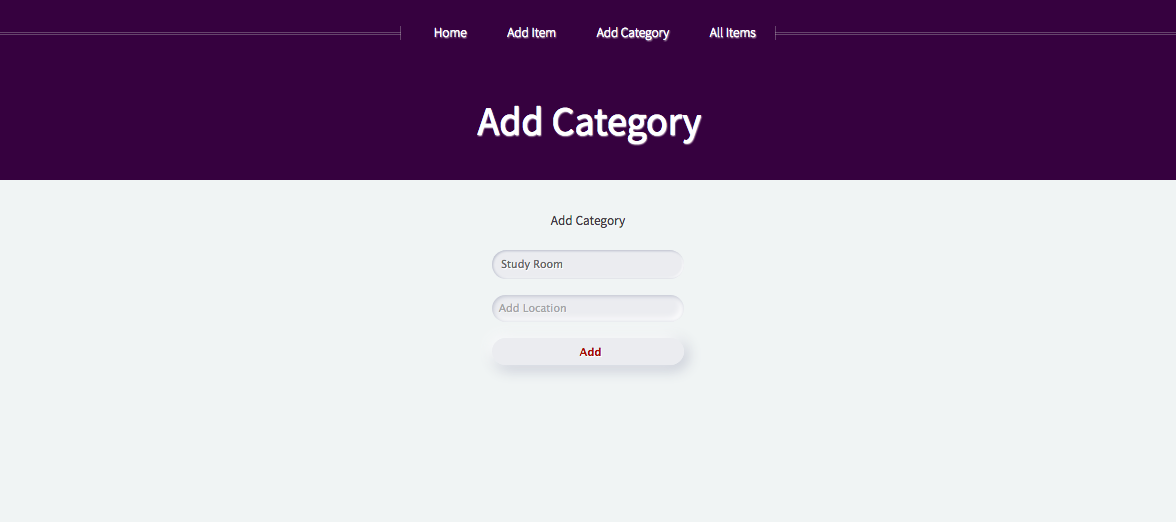 Home Add Item Add Category All Items
Add Category
Add Category
Study Room
Add Location
Add